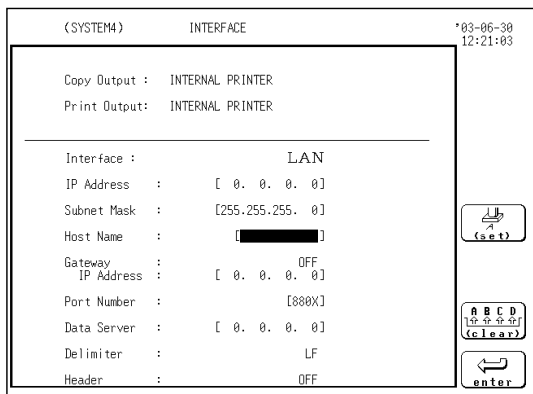 (SYSTEM4) INTERFACE '03-06-30
12:21:03
Copy Output : INTERNAL PRINTER
Print Output: INTERNAL PRINTER
Interface : LAN
IP Address : [ 0. 0. 0. 0]
Subnet Mask : [255.255.255. 0]
Host Name : [ ]
Gateway : OFF
IP Address : [ 0. 0. 0. 0]
Port Number : [880X]
Data Server : [ 0. 0. 0. 0]
Delimiter : LF
Header : OFF
A
(set)
A B C D
(clear)
enter